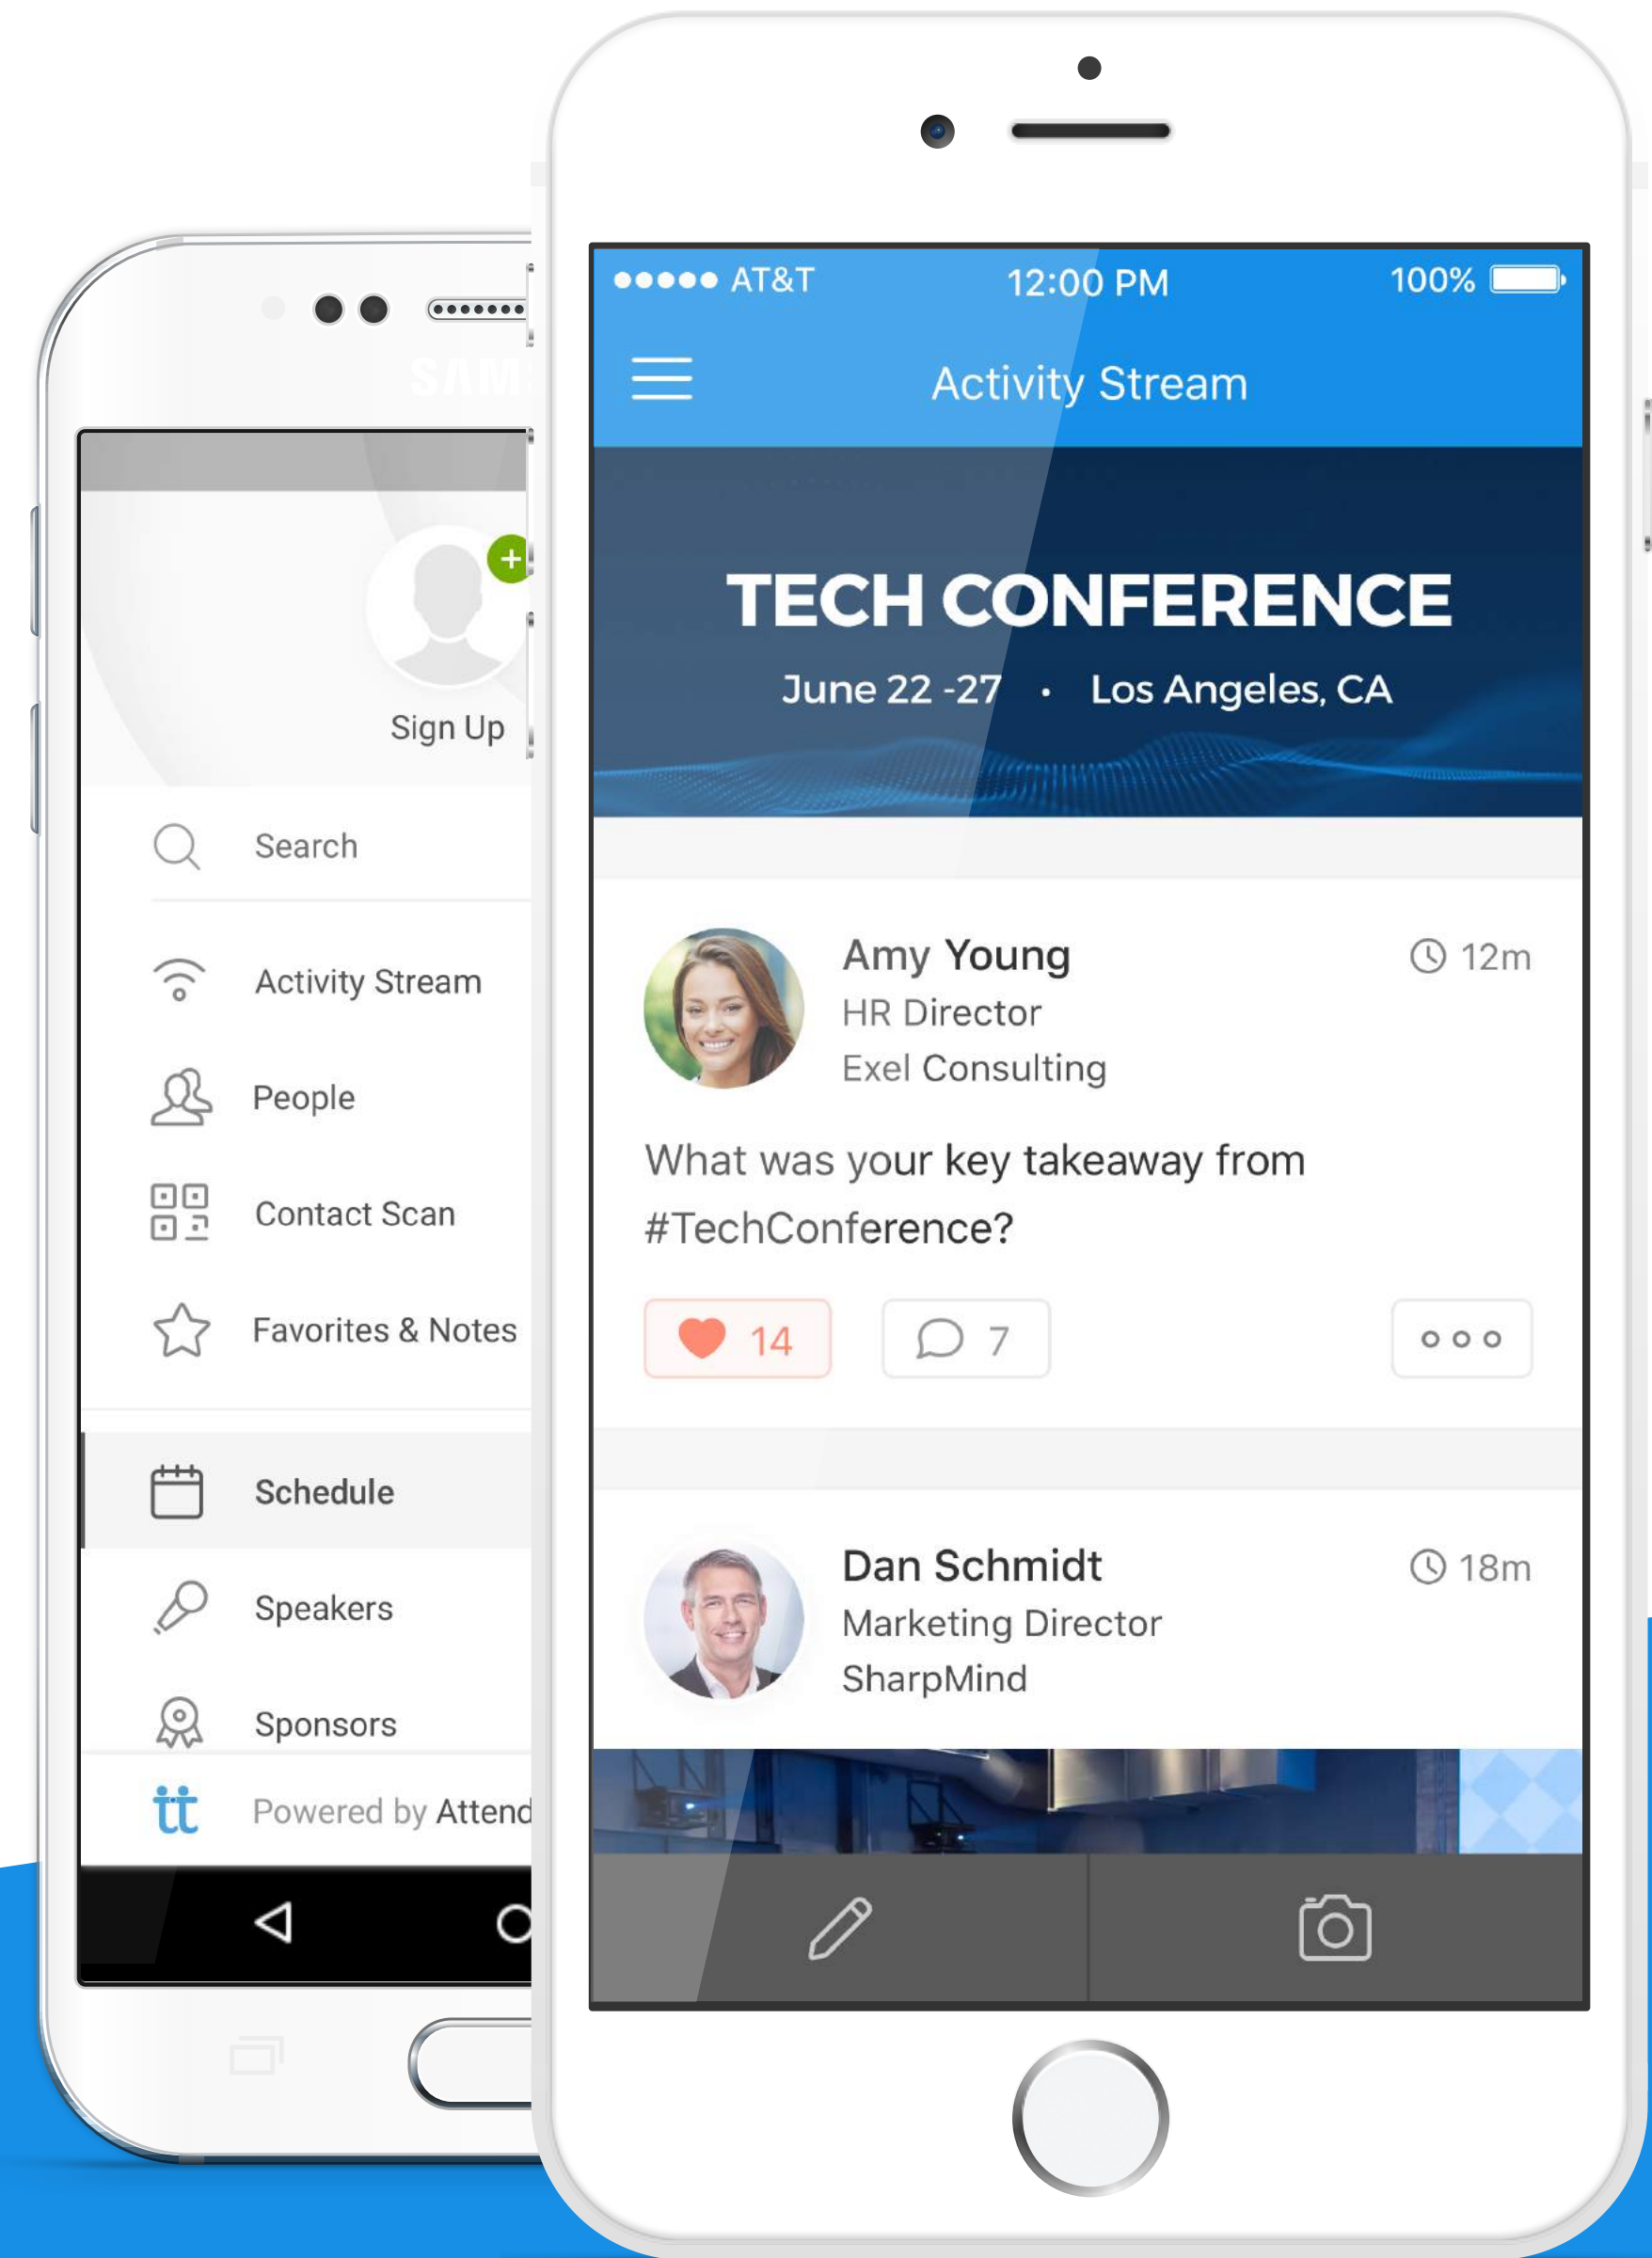 SAM
Sign Up
Search
Activity Stream
People
Contact Scan
Favorites & Notes
Schedule
Speakers
Sponsors
Powered by Attend
AT&T 12:00 PM 100%
Activity Stream
TECH CONFERENCE
June 22 -27 • Los Angeles, CA
Amy Young 12m
HR Director
Exel Consulting
What was your key takeaway from
#TechConference?
14 7
Dan Schmidt 18m
Marketing Director
SharpMind